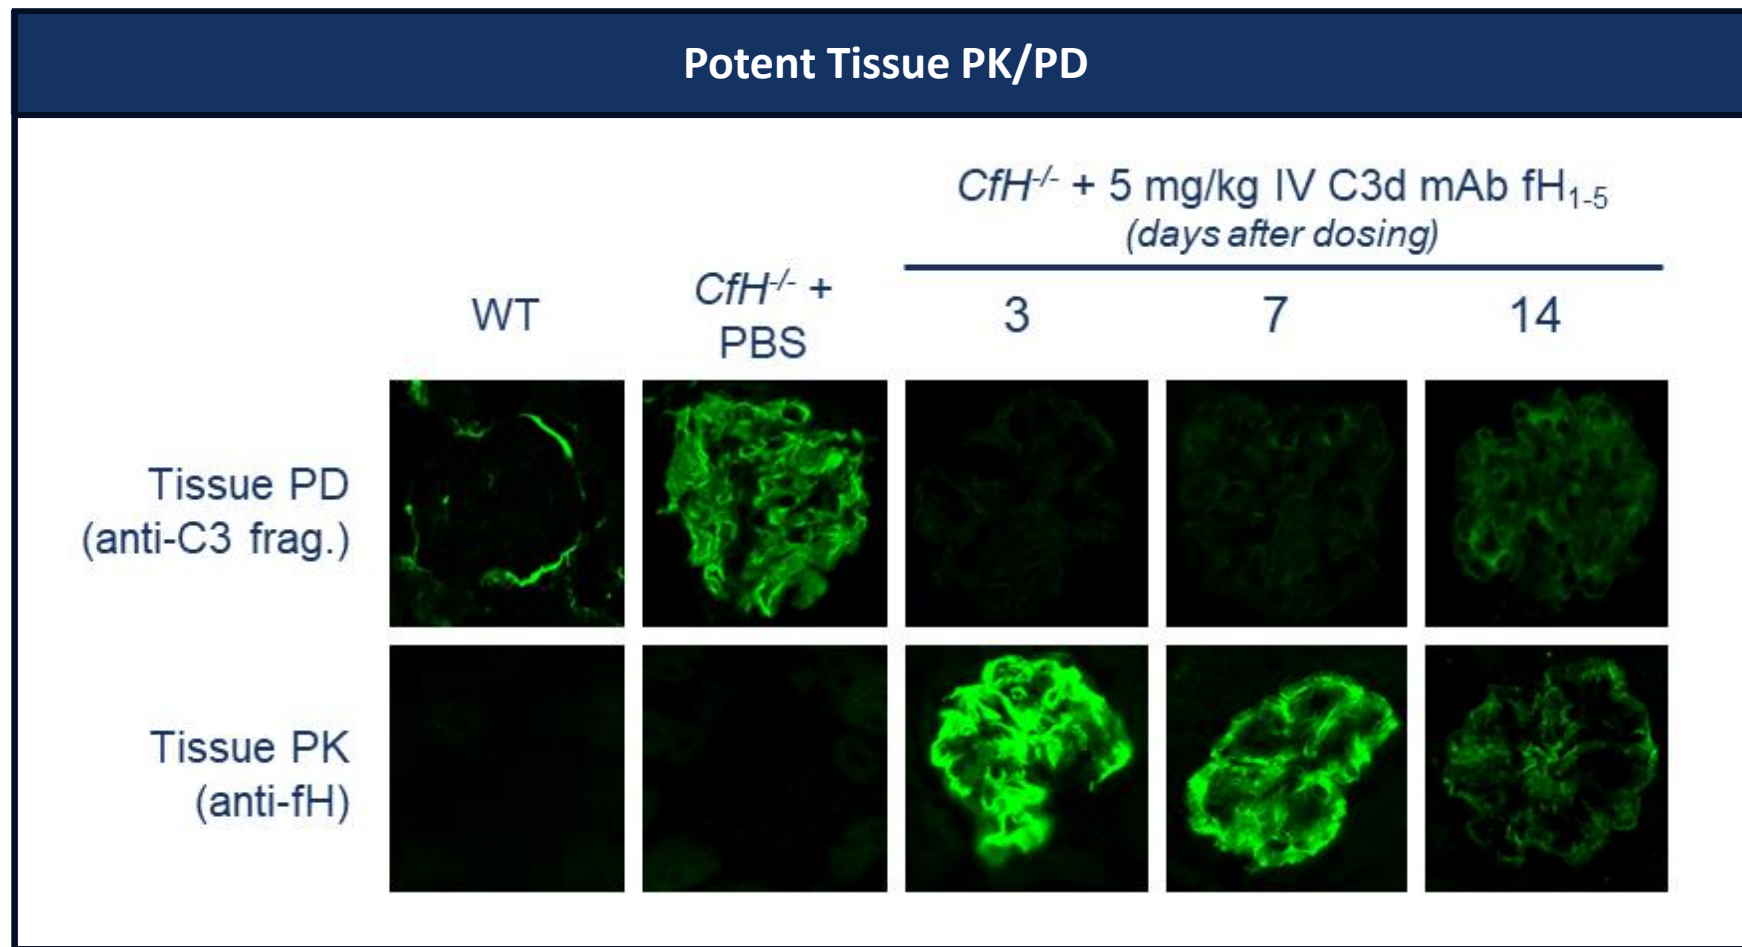 Potent Tissue PK/PD
CfH-/- + 5 mg/kg IV C3d mAb fH1-5
(days after dosing)
WT
CfH-/- +
PBS
3
7
14
Tissue PD
(anti-C3 frag.)
Tissue PK
(anti-fH)